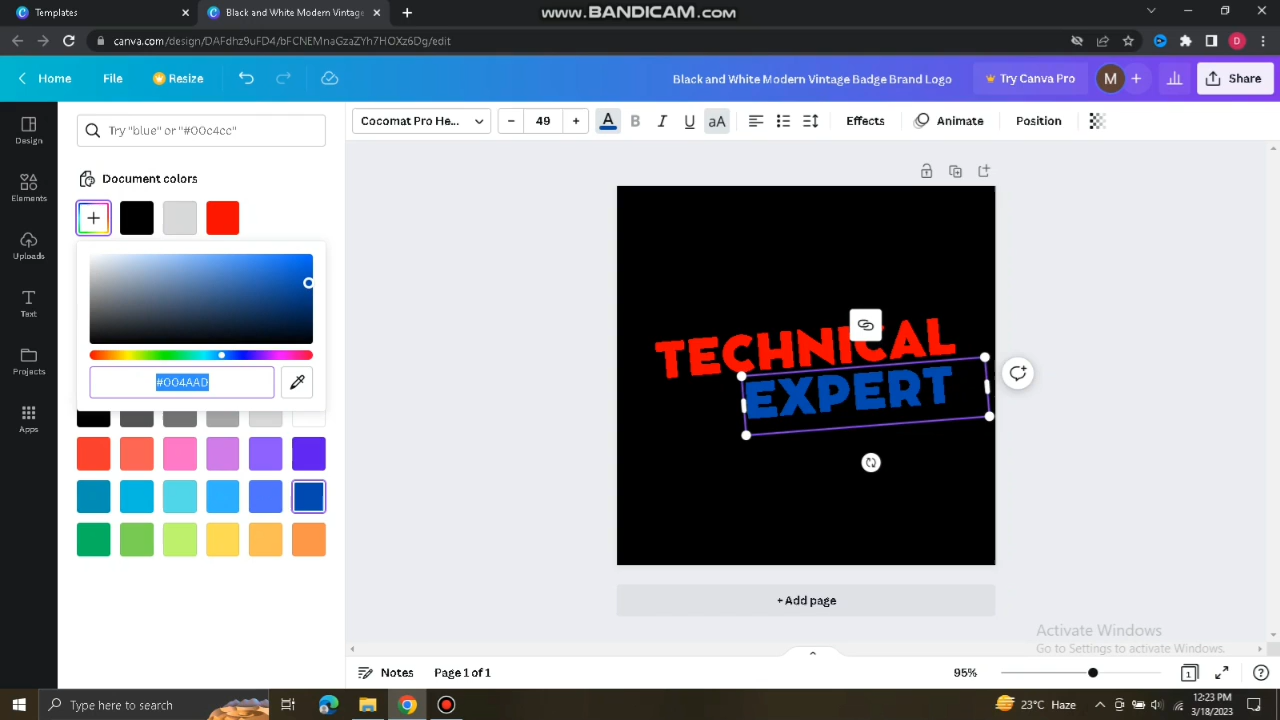 www.BANDICAM.com
Templates
Black and White Modern Vintage
canva.com/design/DAFdhz9uFD4/bFCNEMnaGzaZYh7HOXz6Dg/edit
D
Home
File
Resize
Black and White Modern Vintage Badge Brand Logo
Try Canva Pro
M
Share
Design
Elements
Uploads
Text
Projects
Apps
Try "blue" or "#00c4cc"
Document colors
#004AAD
Cocomat Pro He...
49
A
B
I
U
aA
Effects
Animate
Position
TECHNICAL
EXPERT
+ Add page
Activate Windows
Go to Settings to activate Windows.
Notes
Page 1 of 1
95%
1
Type here to search
23°C Haze
12:23 PM
3/18/2023